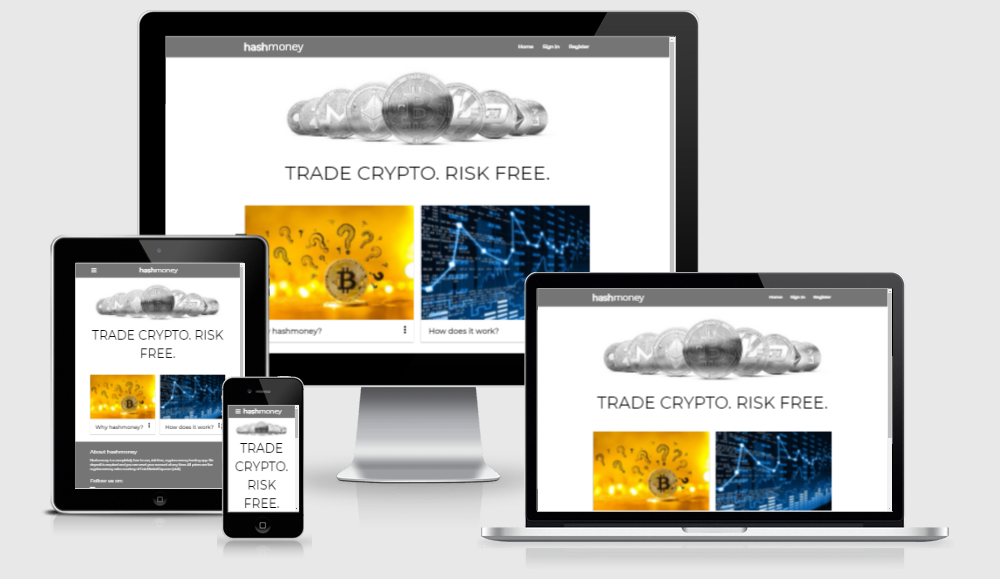 hashmoney
Home Sign in Register
TRADE CRYPTO. RISK FREE.
hashmoney?
How does it work?
hashmoney
TRADE CRYPTO. RISK
FREE.
Why hashmoney?
How does it work?
About hashmoney
Follow us on:
hashmoney
TRADE
CRYPTO.
RISK
FREE.
hashmoney
Home Sign in Register
TRADE CRYPTO. RISK FREE.